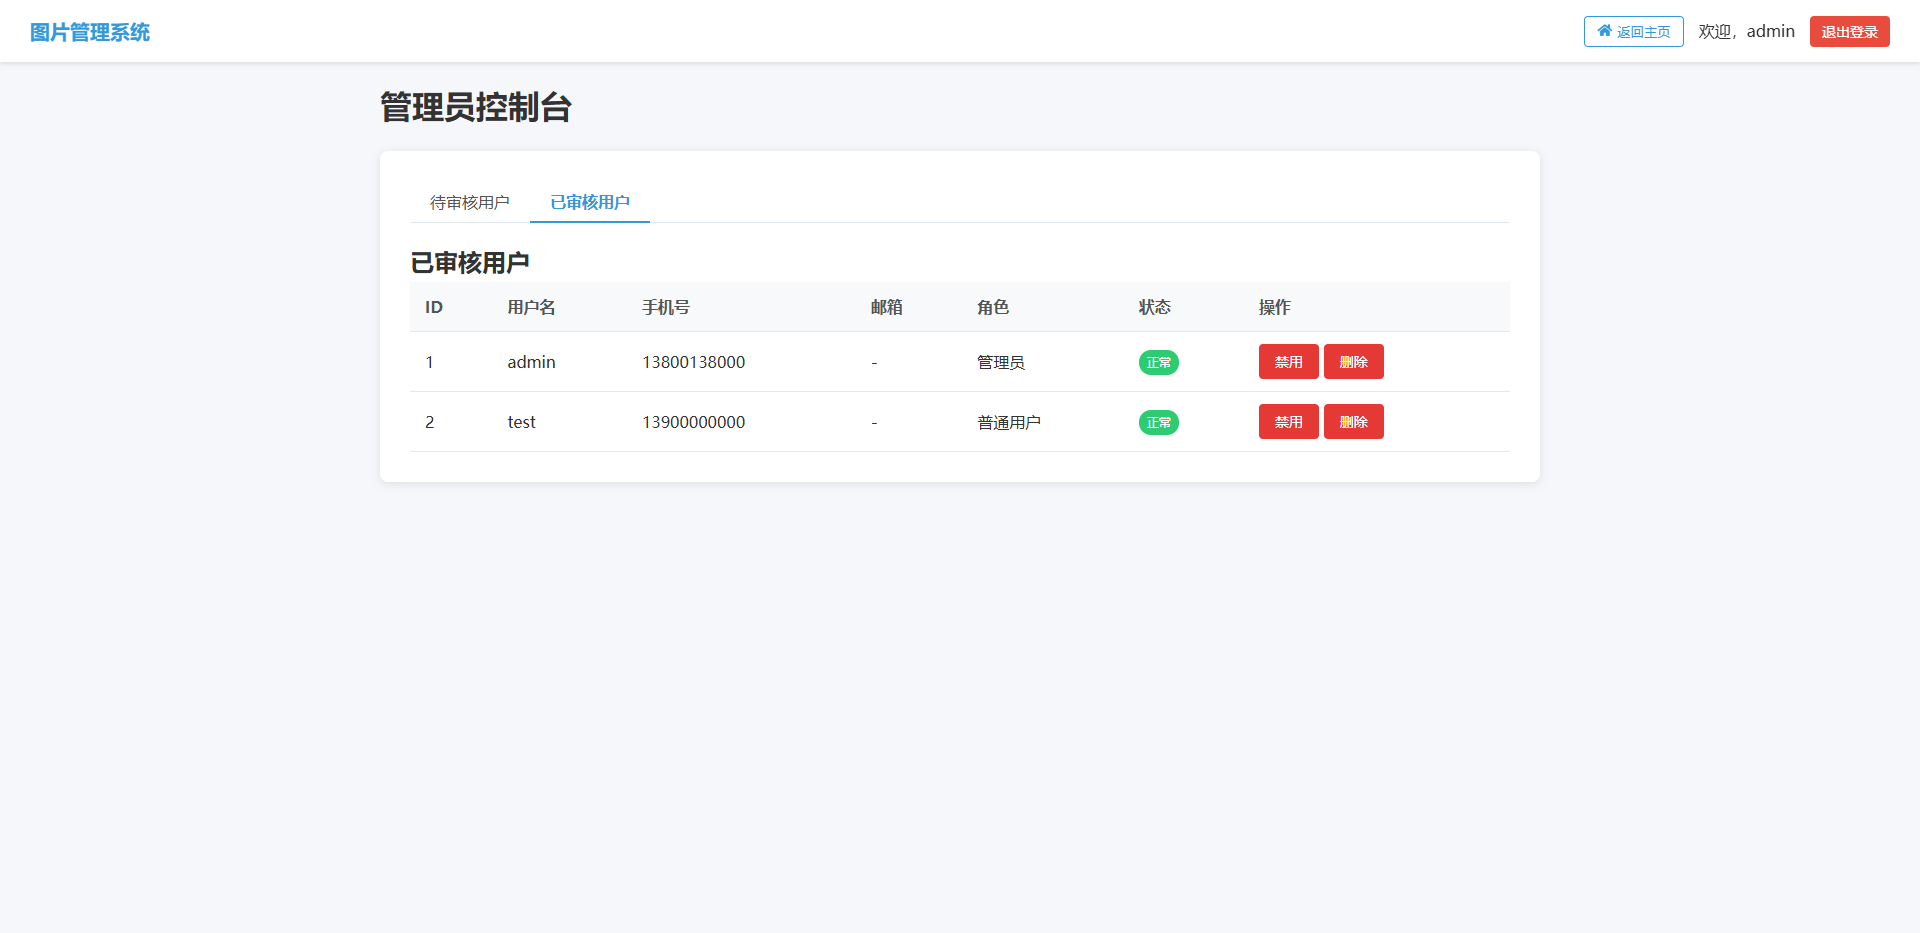 图片管理系统 返回主页 欢迎，admin 退出登录
管理员控制台
待审核用户 已审核用户
已审核用户
ID 用户名 手机号 邮箱 角色 状态 操作
1 admin 13800138000 - 管理员 正常 禁用 删除
2 test 13900000000 - 普通用户 正常 禁用 删除